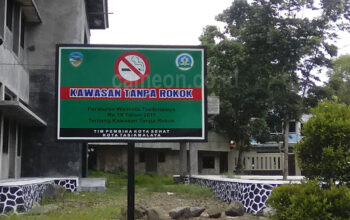 KAWASAN TANPA ROKOK
Peraturan Walikota Tasikmalaya
Tentang Kawasan Tanpa Rokok
TIM PEMBINA KOTA SEHAT
KOTA TASIKMALAYA